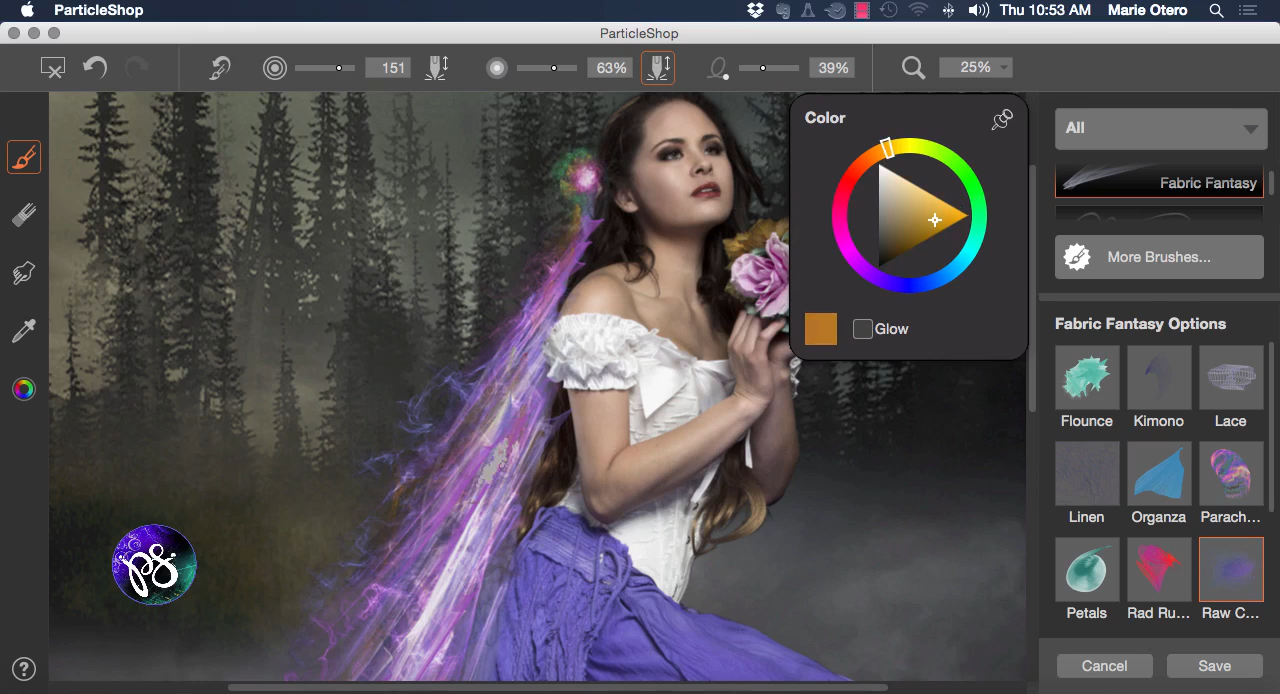 ParticleShop
Thu 10:53 AM Marie Otero
ParticleShop
151
63%
39%
25%
Color
Glow
All
Fabric Fantasy
More Brushes...
Fabric Fantasy Options
Flounce Kimono Lace
Linen Organza Parach...
Petals Rad Ru... Raw C...
Cancel Save
p8
?